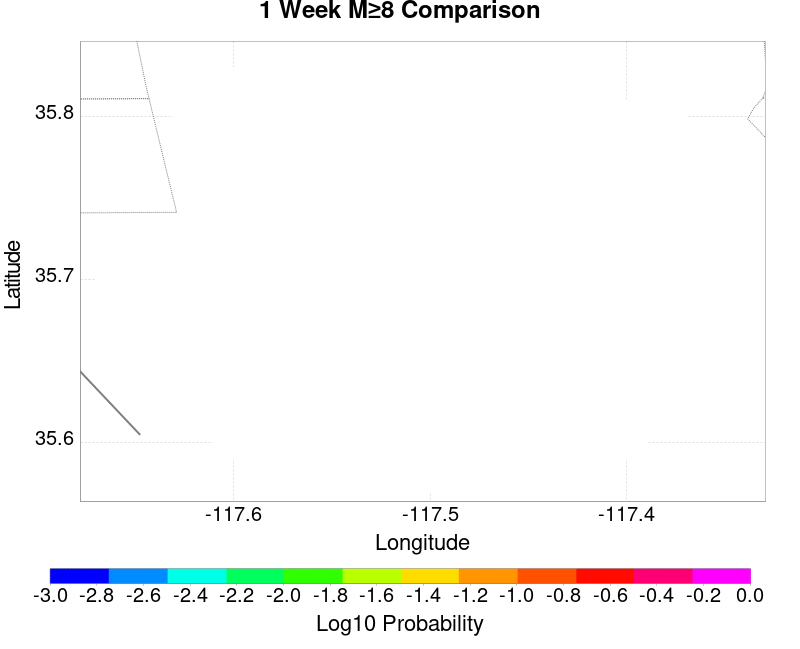 1 Week M≥8 Comparison
35.8
35.7
35.6
Latitude
-117.6 -117.5 -117.4
Longitude
-3.0 -2.8 -2.6 -2.4 -2.2 -2.0 -1.8 -1.6 -1.4 -1.2 -1.0 -0.8 -0.6 -0.4 -0.2 0.0
Log10 Probability